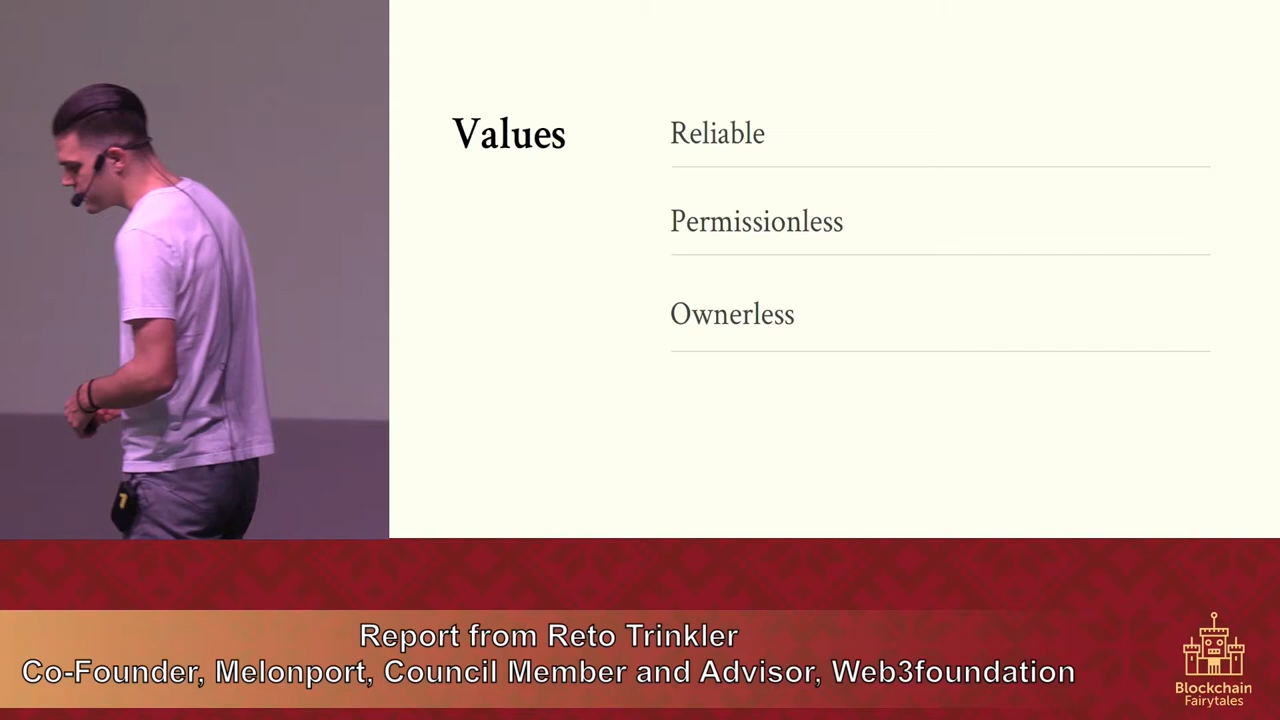 Values
Reliable
Permissionless
Ownerless
Report from Reto Trinkler
Co-Founder, Melonport, Council Member and Advisor, Web3foundation
Blockchain
Fairytales